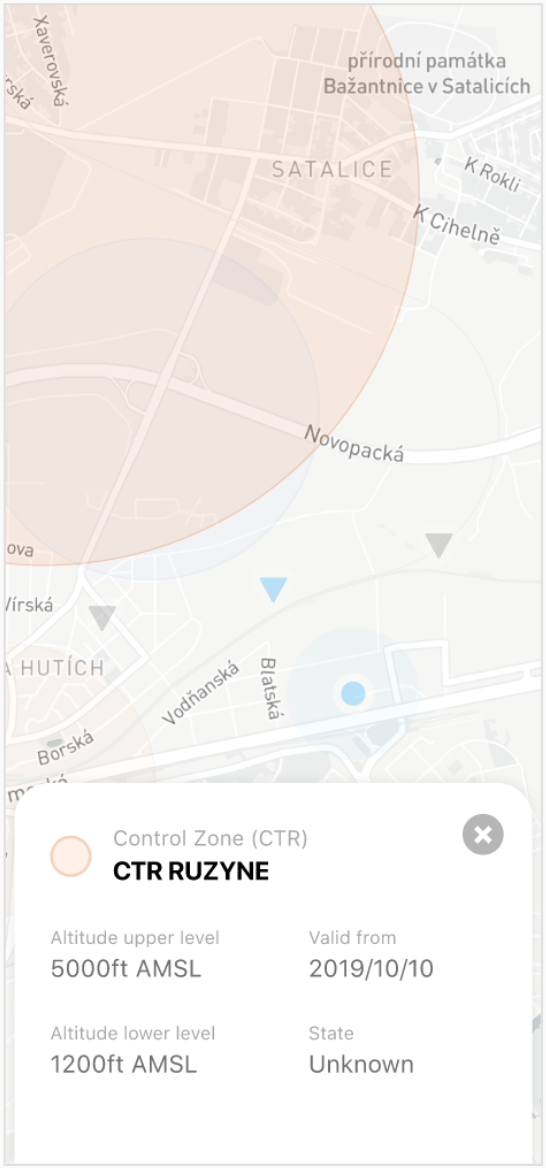 Xaverovská
rská
přírodní památka
Bažantnice v Satalicích
SATALICE
K Rokli
K Cihelně
Novopacká
ova
Vírská
A HUTÍCH
Vodňanská
Blatská
Borská
Control Zone (CTR)
CTR RUZYNE
Altitude upper level
5000ft AMSL
Valid from
2019/10/10
Altitude lower level
1200ft AMSL
State
Unknown